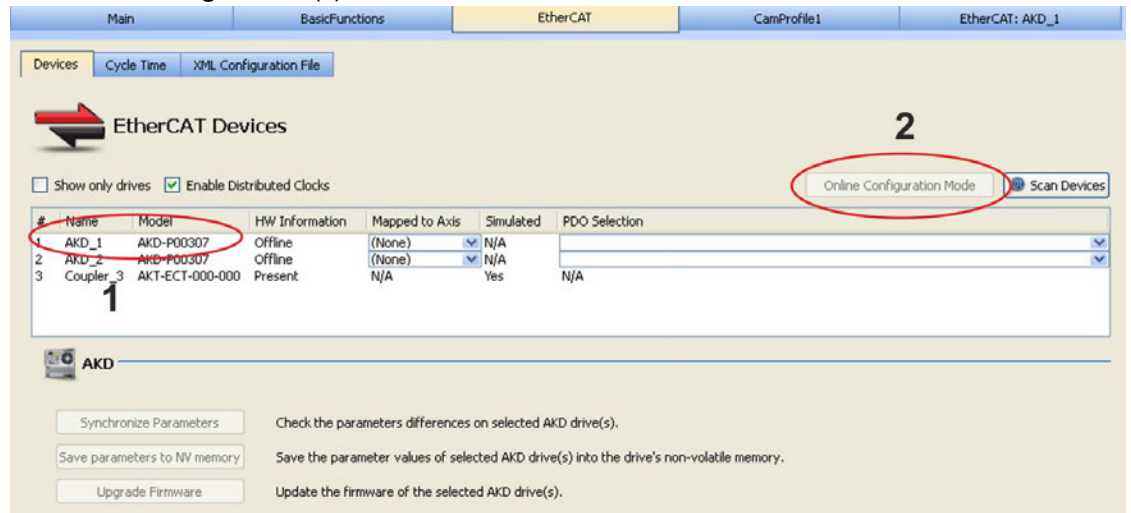 Main BasicFunctions EtherCAT CamProfile1 EtherCAT: AKD_1
Devices Cycle Time XML Configuration File
EtherCAT Devices
2
Show only drives Enable Distributed Clocks Online Configuration Mode Scan Devices
# Name Model HW Information Mapped to Axis Simulated PDO Selection
1 AKD_1 AKD-P00307 Offline (None) N/A
2 AKD_2 AKD-P00307 Offline (None) N/A
3 Coupler_3 AKT-ECT-000-000 Present N/A Yes N/A
1
AKD
Synchronize Parameters Check the parameters differences on selected AKD drive(s).
Save parameters to NV memory Save the parameter values of selected AKD drive(s) into the drive's non-volatile memory.
Upgrade Firmware Update the firmware of the selected AKD drive(s).